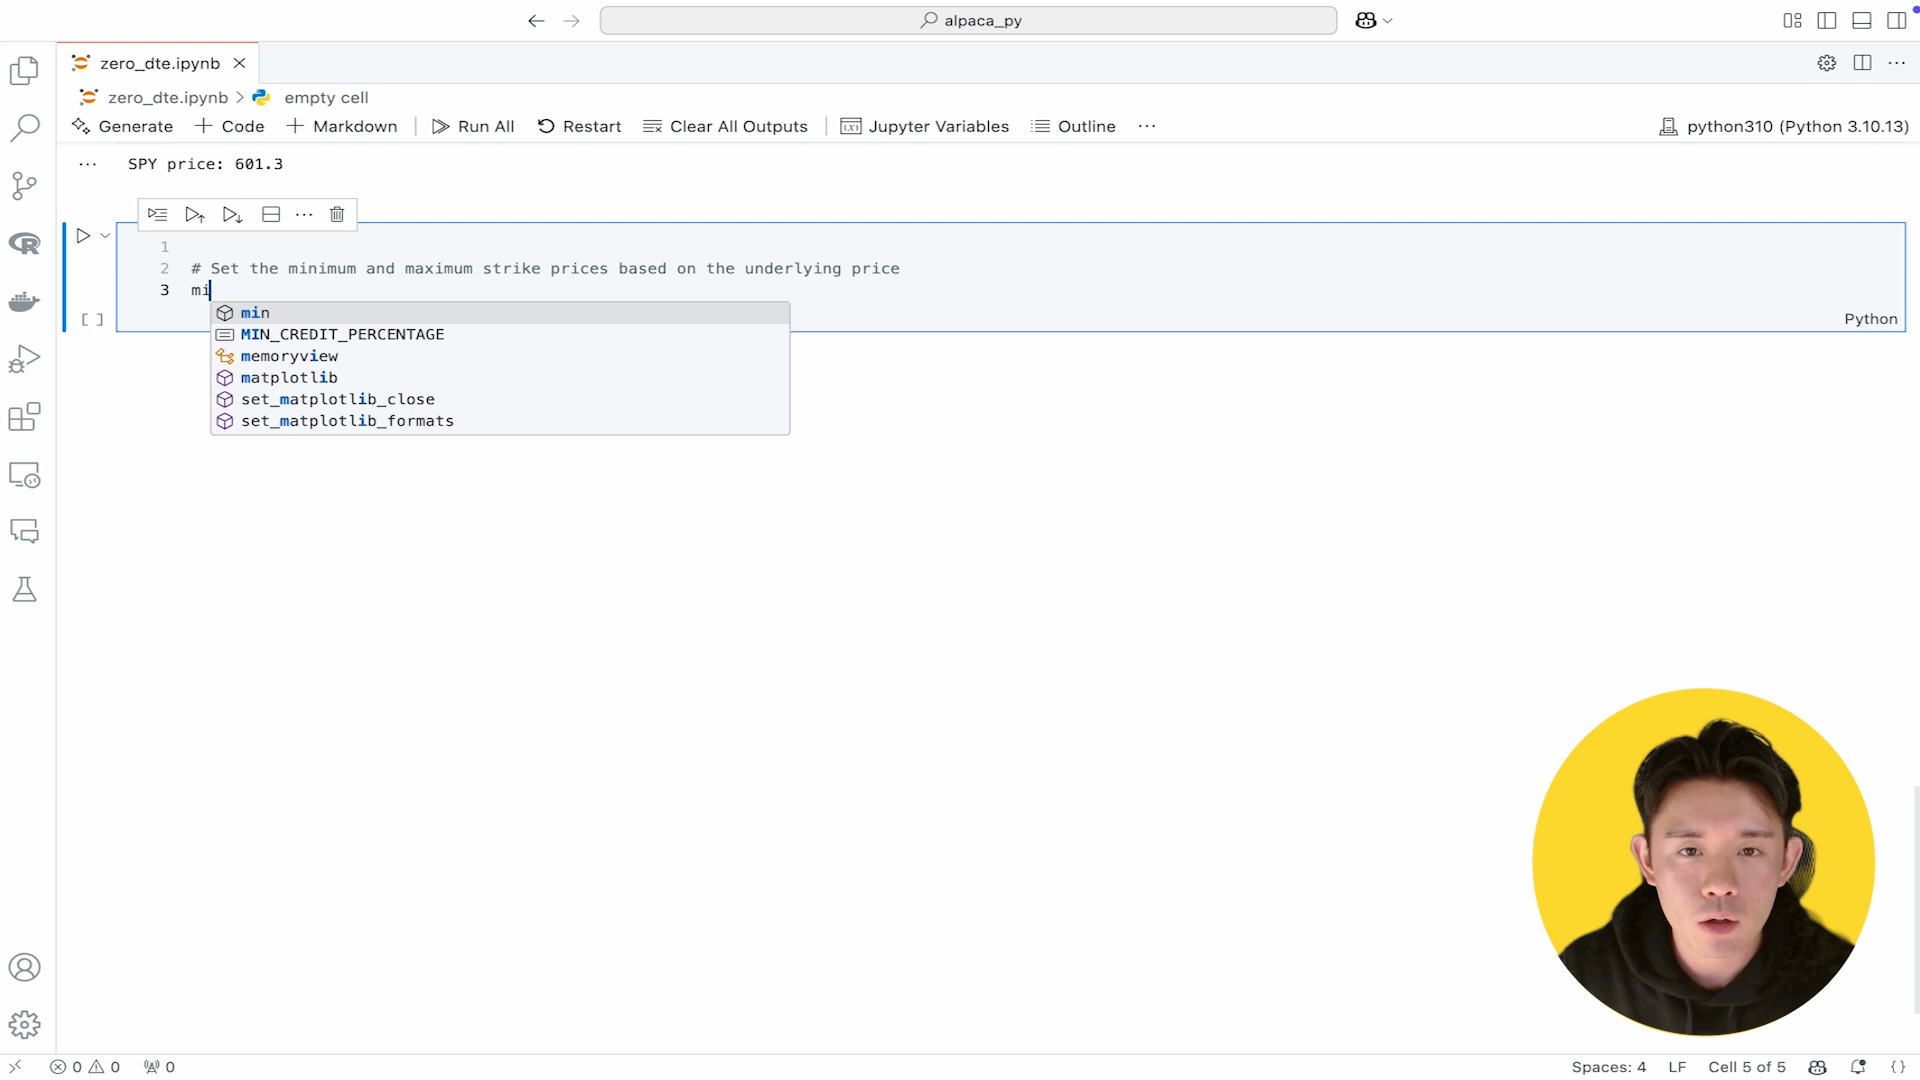 alpaca_py
zero_dte.ipynb
zero_dte.ipynb > empty cell
Generate + Code + Markdown Run All Restart Clear All Outputs Jupyter Variables Outline ··· python310 (Python 3.10.13)
··· SPY price: 601.3
1
2 # Set the minimum and maximum strike prices based on the underlying price
3 mi
[ ] Python
min
MIN_CREDIT_PERCENTAGE
memoryview
matplotlib
set_matplotlib_close
set_matplotlib_formats
0 0 0 Spaces: 4 LF Cell 5 of 5